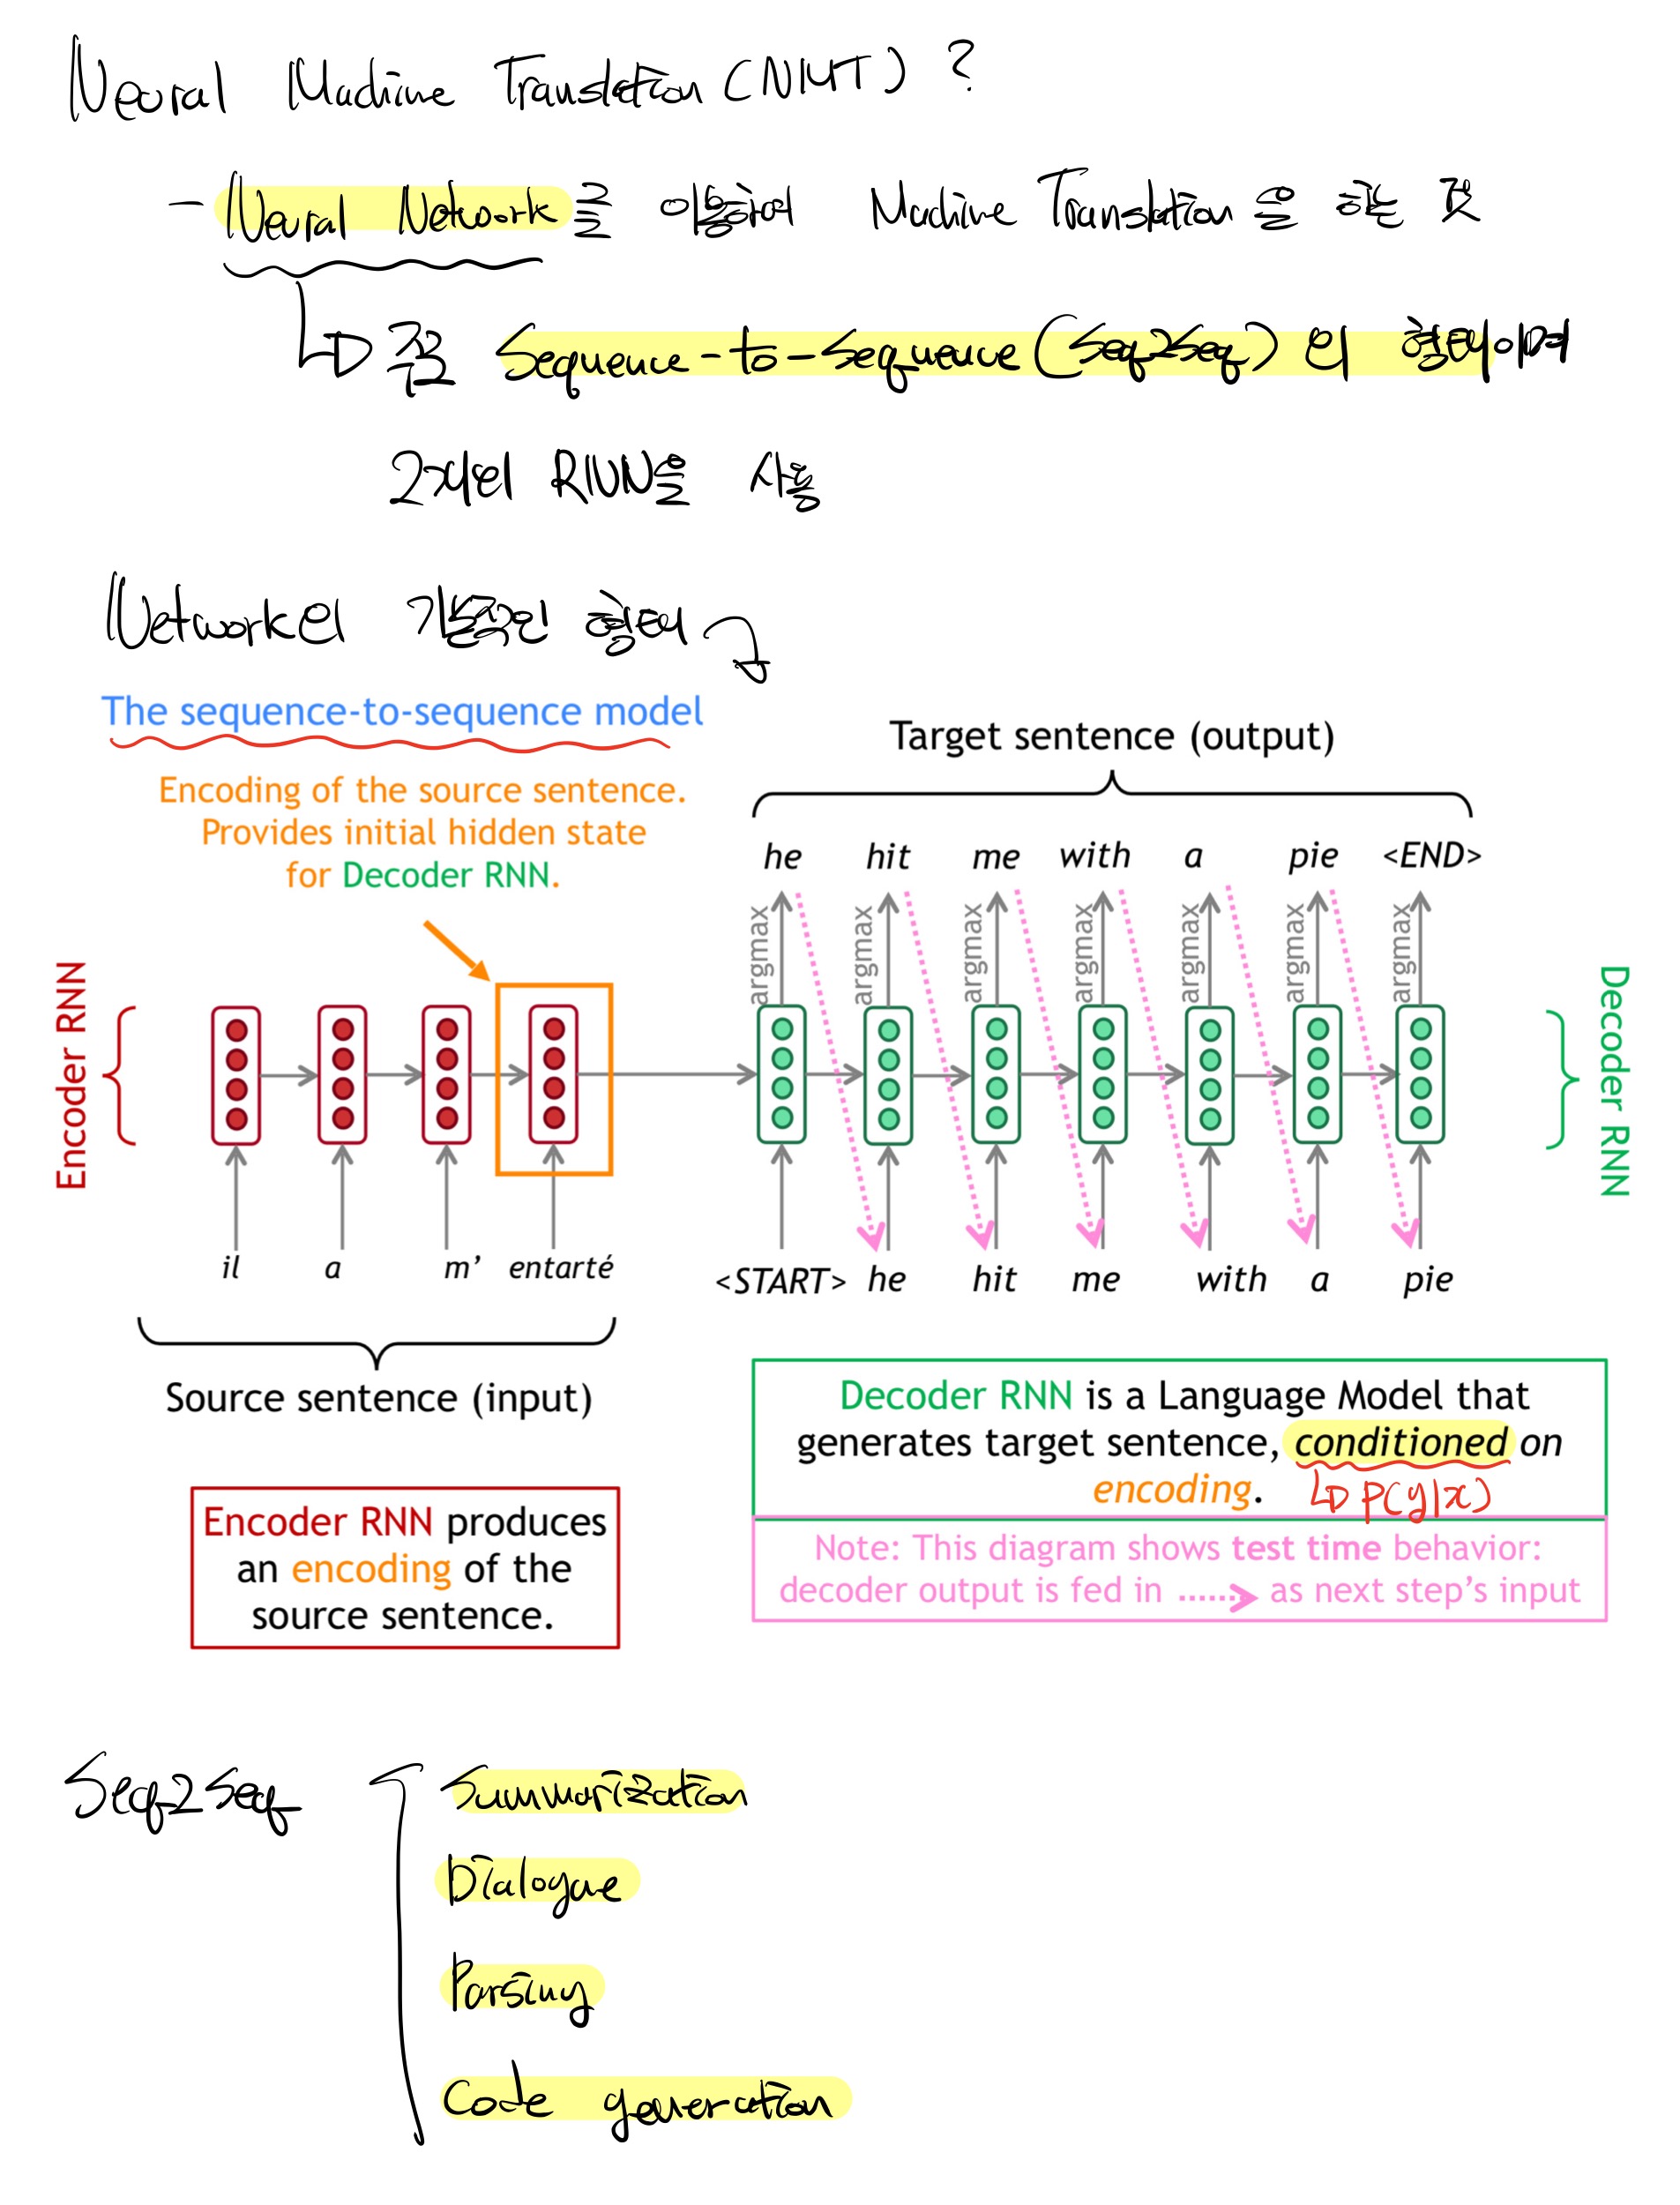 Neural Machine Translation (NMT) ?
- Neural Network를 이용하여 Machine Translation을 하는 것
↳ 주로 Sequence-to-Sequence (Seq2Seq) 의 형태이며
2개의 RNN을 사용
Network의 기본적인 형태
The sequence-to-sequence model
Encoding of the source sentence.
Provides initial hidden state
for Decoder RNN.
Target sentence (output)
he hit me with a pie <END>
argmax argmax argmax argmax argmax argmax argmax
Encoder RNN
Decoder RNN
il a m' entarté
<START> he hit me with a pie
Source sentence (input)
Encoder RNN produces
an encoding of the
source sentence.
Decoder RNN is a Language Model that
generates target sentence, conditioned on
encoding. ↳ P(y|x)
Note: This diagram shows test time behavior:
decoder output is fed in ······> as next step's input
Seq2Seq
Summarization
Dialogue
Parsing
Code generation